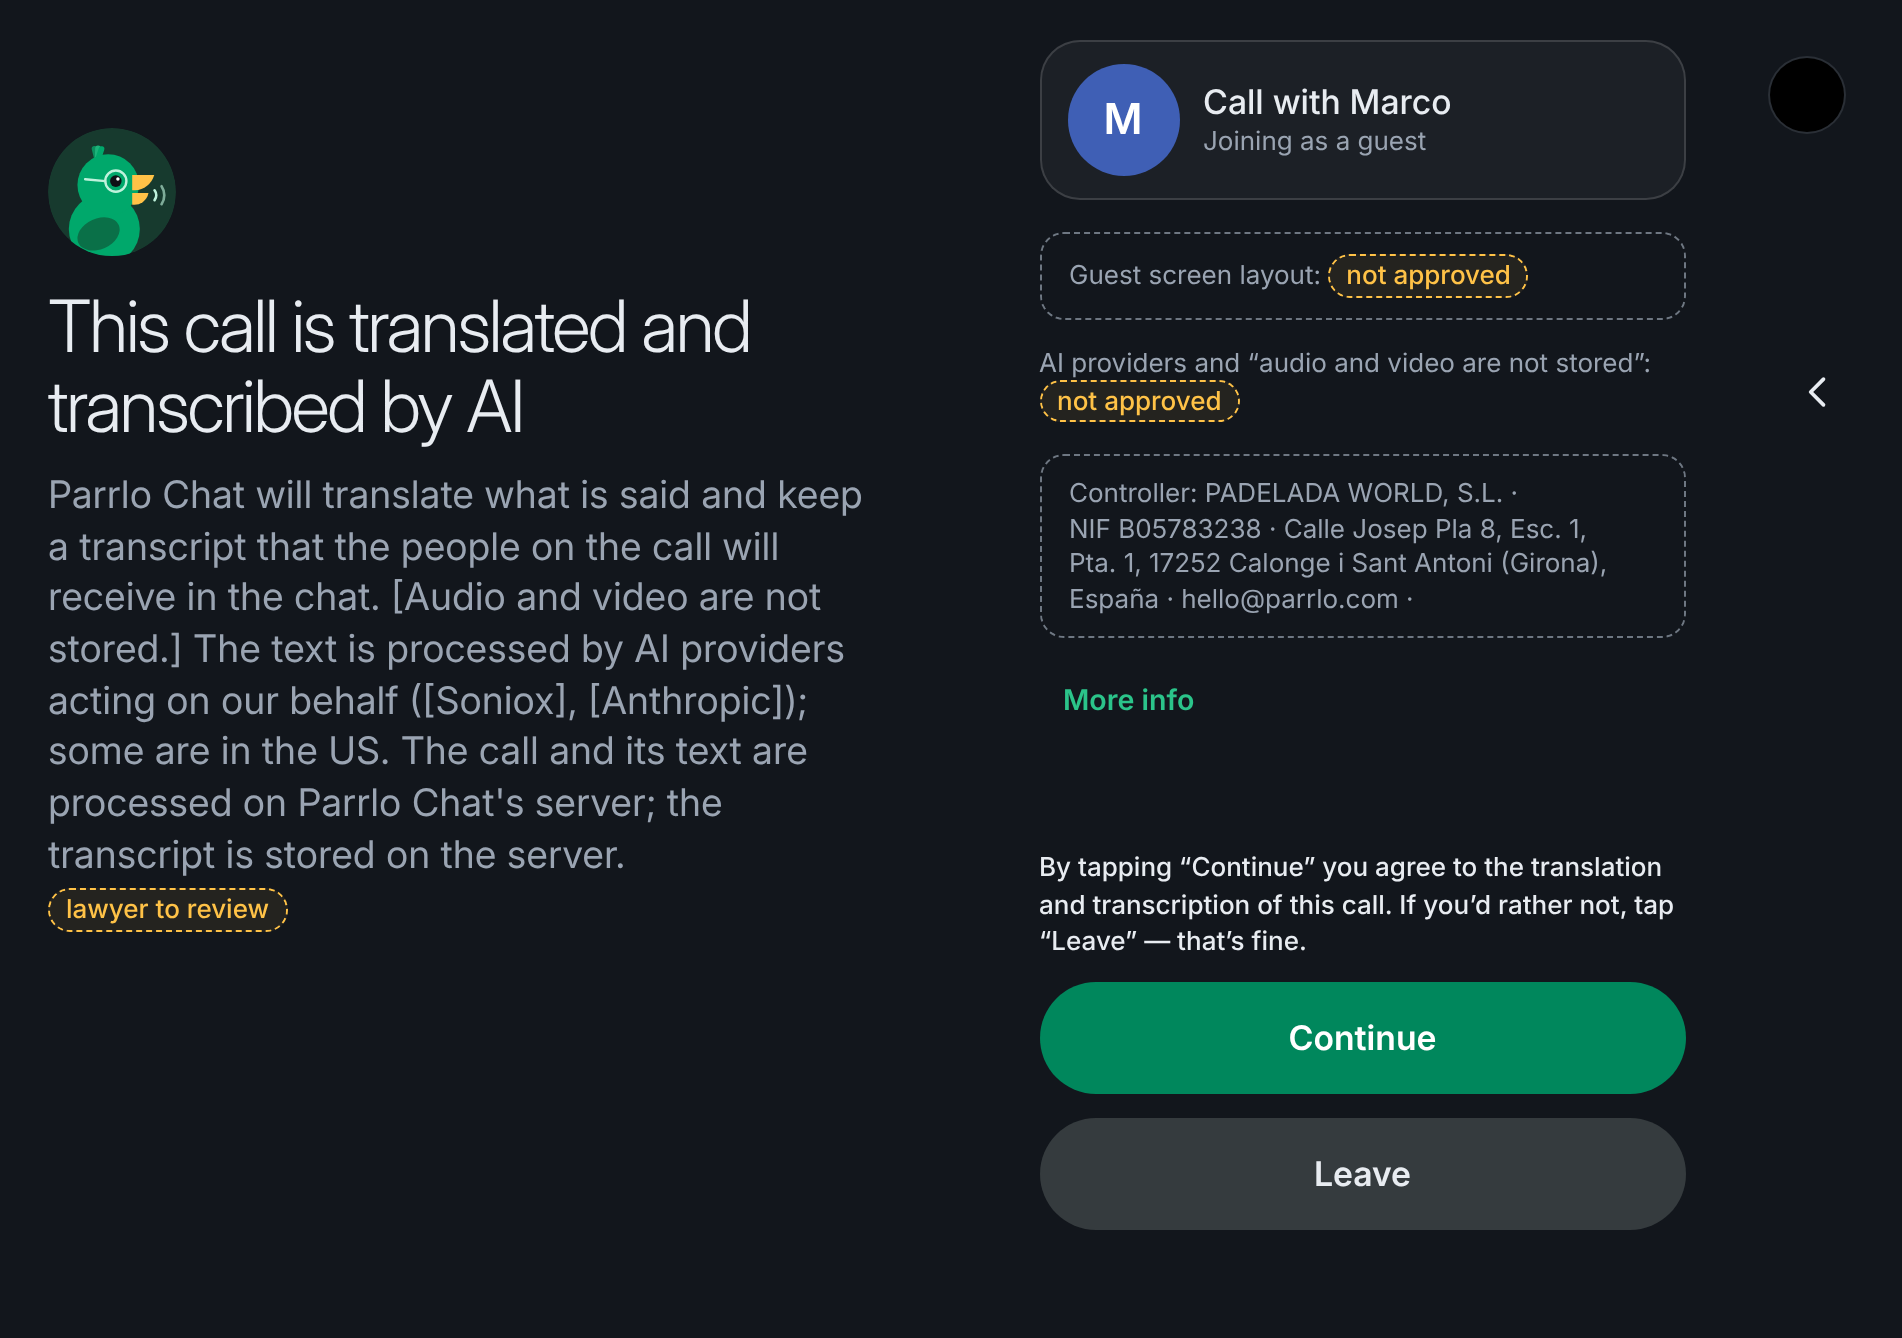 This call is translated and
transcribed by AI
Parrlo Chat will translate what is said and keep
a transcript that the people on the call will
receive in the chat. [Audio and video are not
stored.] The text is processed by AI providers
acting on our behalf ([Soniox], [Anthropic]);
some are in the US. The call and its text are
processed on Parrlo Chat's server; the
transcript is stored on the server.
lawyer to review
M
Call with Marco
Joining as a guest
Guest screen layout: not approved
AI providers and “audio and video are not stored”:
not approved
Controller: PADELADA WORLD, S.L. ·
NIF B05783238 · Calle Josep Pla 8, Esc. 1,
Pta. 1, 17252 Calonge i Sant Antoni (Girona),
España · hello@parrlo.com ·
More info
By tapping “Continue” you agree to the translation
and transcription of this call. If you’d rather not, tap
“Leave” — that’s fine.
Continue
Leave